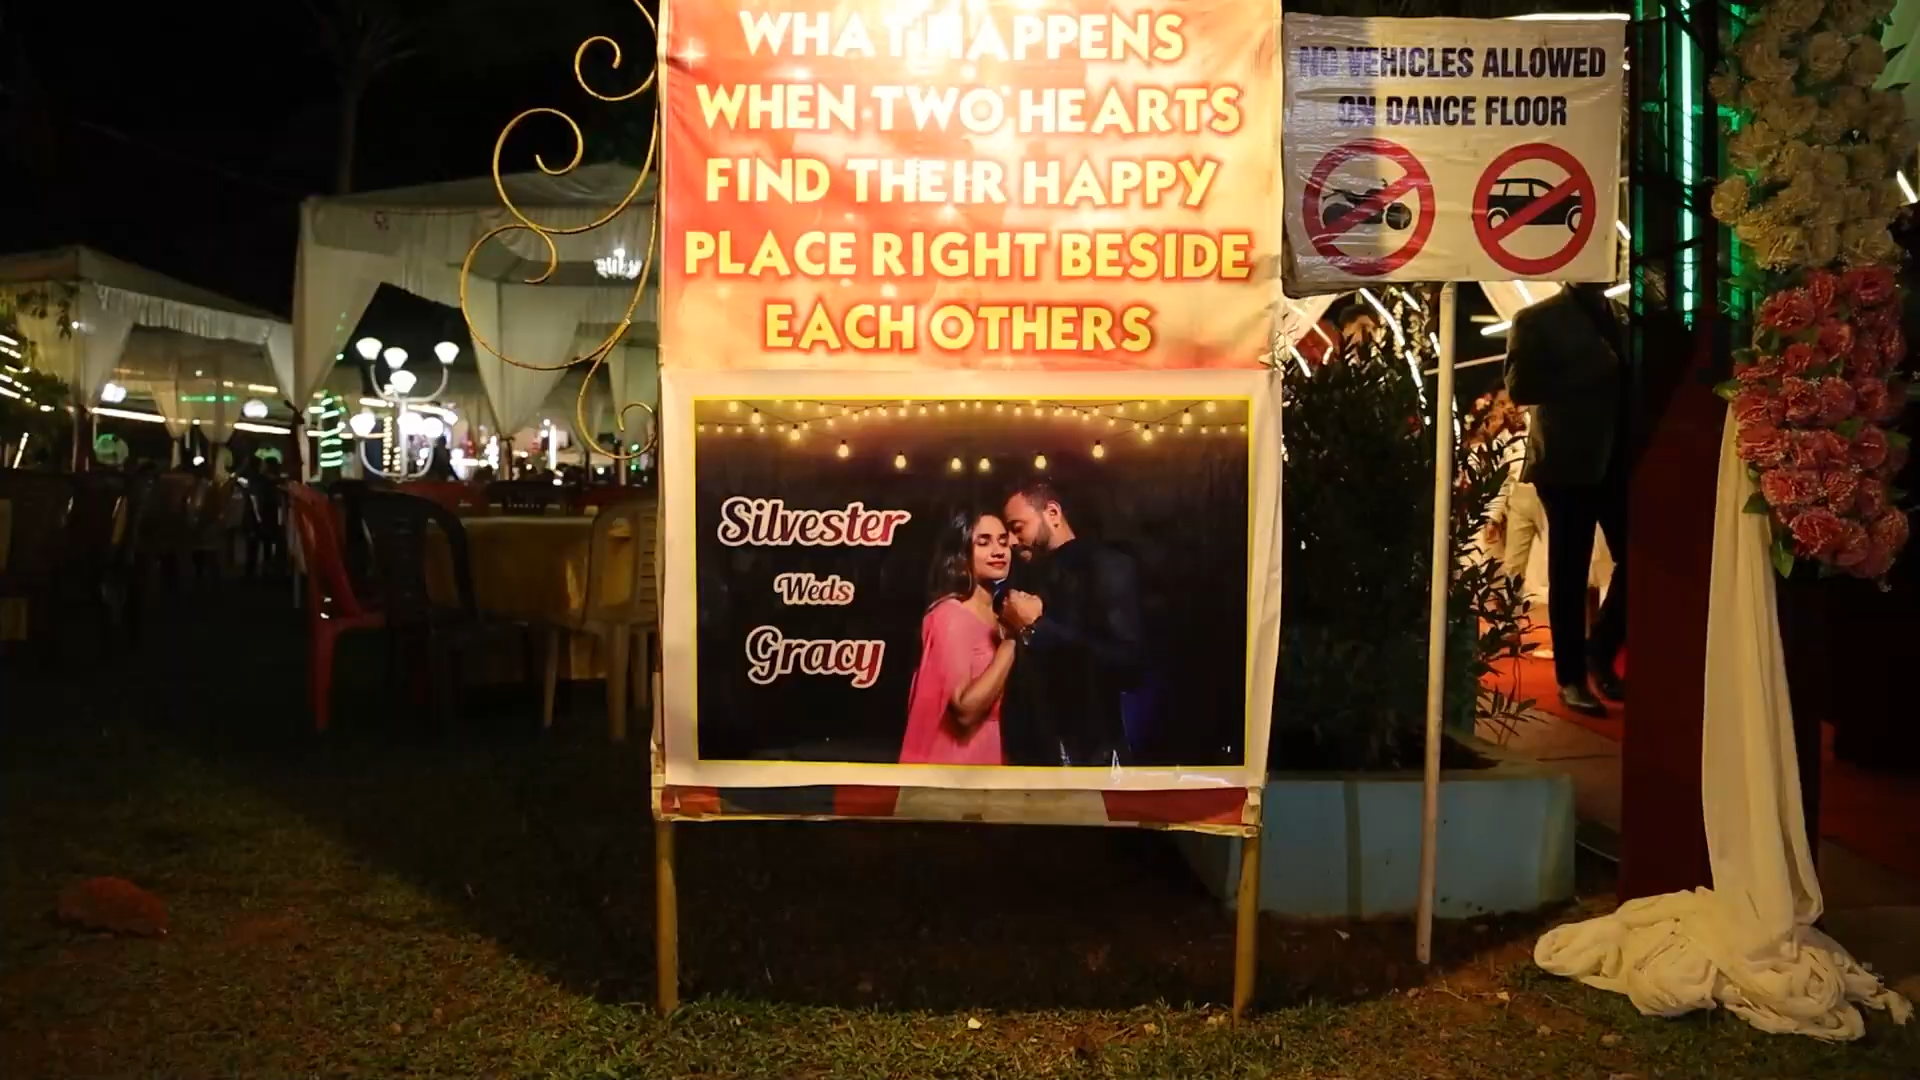 WHAT HAPPENS
WHEN TWO HEARTS
FIND THEIR HAPPY
PLACE RIGHT BESIDE
EACH OTHERS
Silvester
Weds
Gracy
NO VEHICLES ALLOWED
ON DANCE FLOOR